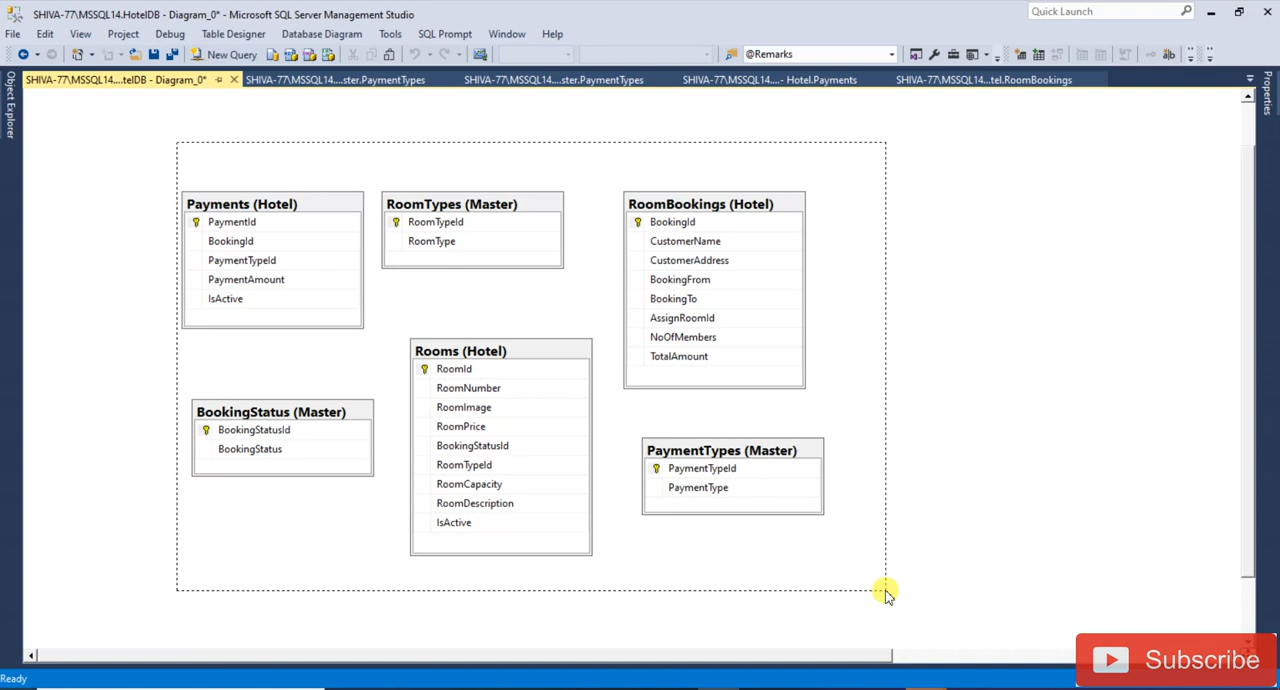 SHIVA-77\MSSQL14.HotelDB - Diagram_0* - Microsoft SQL Server Management Studio
Quick Launch
File Edit View Project Debug Table Designer Database Diagram Tools SQL Prompt Window Help
New Query
@Remarks
SHIVA-77\MSSQL14....telDB - Diagram_0*
SHIVA-77\MSSQL14...ster.PaymentTypes
SHIVA-77\MSSQL14...ster.PaymentTypes
SHIVA-77\MSSQL14.... - Hotel.Payments
SHIVA-77\MSSQL14...tel.RoomBookings
Object Explorer
Properties
Payments (Hotel)
PaymentId
BookingId
PaymentTypeId
PaymentAmount
IsActive
RoomTypes (Master)
RoomTypeId
RoomType
RoomBookings (Hotel)
BookingId
CustomerName
CustomerAddress
BookingFrom
BookingTo
AssignRoomId
NoOfMembers
TotalAmount
Rooms (Hotel)
RoomId
RoomNumber
RoomImage
RoomPrice
BookingStatusId
RoomTypeId
RoomCapacity
RoomDescription
IsActive
BookingStatus (Master)
BookingStatusId
BookingStatus
PaymentTypes (Master)
PaymentTypeId
PaymentType
Subscribe
Ready